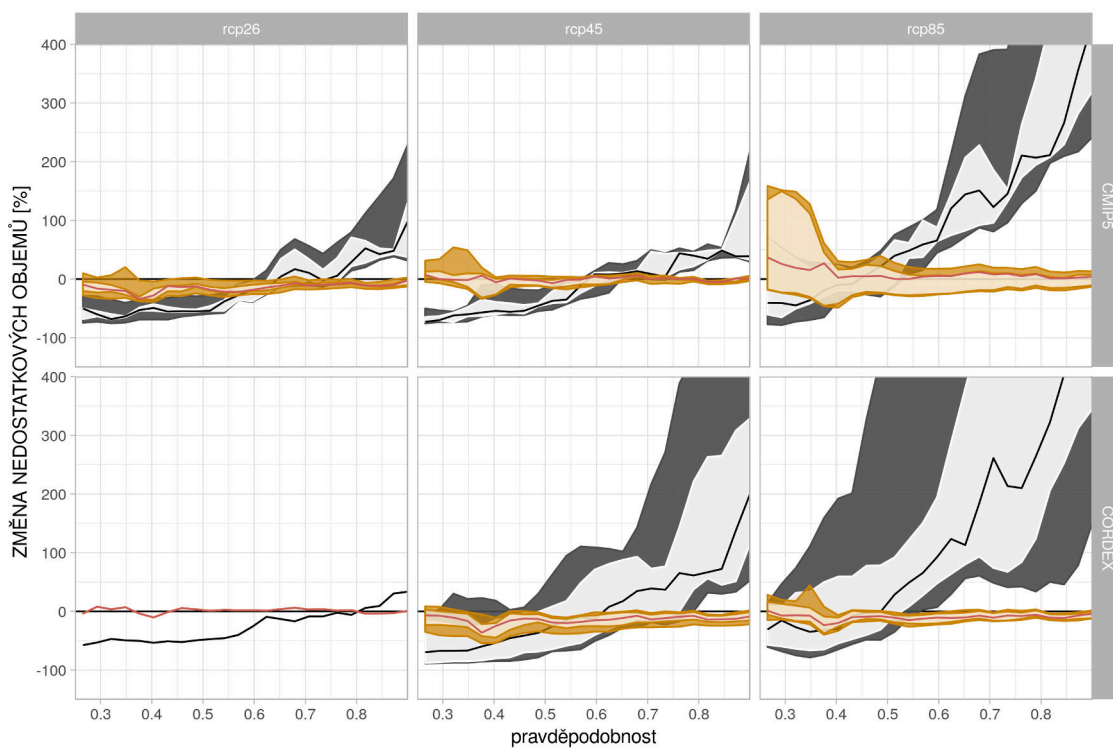 rcp26
rcp45
rcp85
400
300
200
100
0
-100
CMIP5
400
300
200
100
0
-100
CORDEX
ZMĚNA NEDOSTATKOVÝCH OBJEMŮ [%]
0.3 0.4 0.5 0.6 0.7 0.8
0.3 0.4 0.5 0.6 0.7 0.8
0.3 0.4 0.5 0.6 0.7 0.8
pravděpodobnost